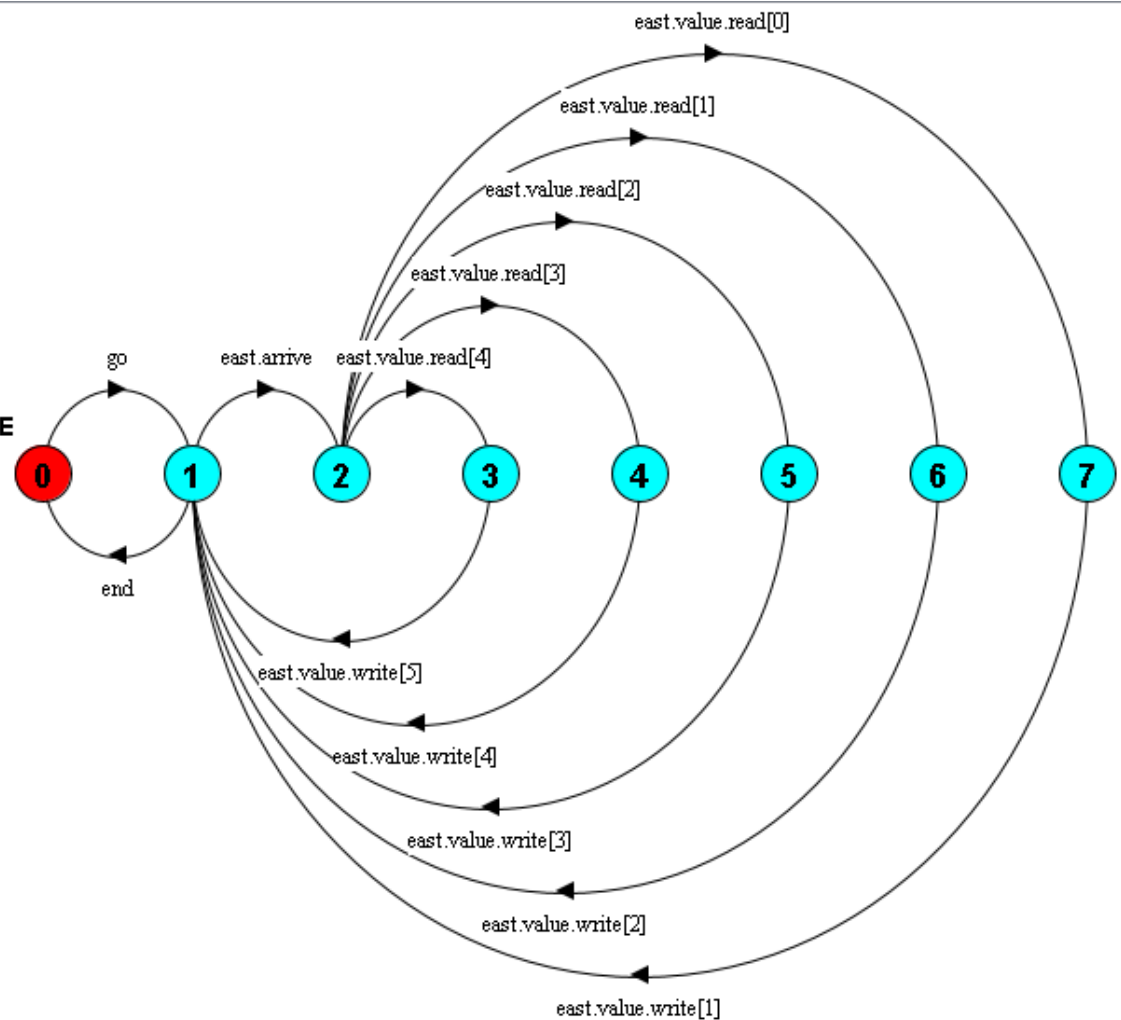 east.value.read[0]
east.value.read[1]
east.value.read[2]
east.value.read[3]
go east.arrive east.value.read[4]
E
0 1 2 3 4 5 6 7
end
east.value.write[5]
east.value.write[4]
east.value.write[3]
east.value.write[2]
east.value.write[1]